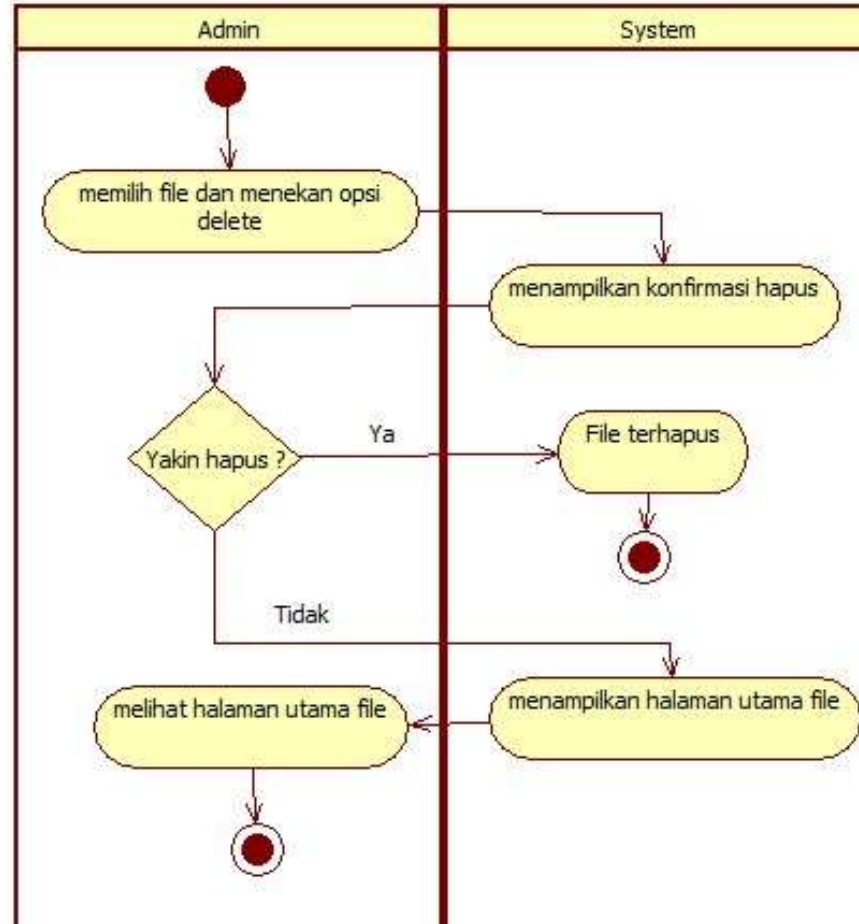 Admin
System
memilih file dan menekan opsi
delete
menampilkan konfirmasi hapus
Yakin hapus ?
Ya
File terhapus
Tidak
menampilkan halaman utama file
melihat halaman utama file